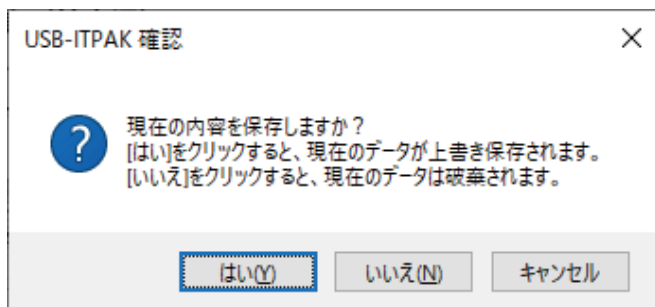 USB-ITPAK 確認
現在の内容を保存しますか？
[はい]をクリックすると、現在のデータが上書き保存されます。
[いいえ]をクリックすると、現在のデータは破棄されます。
はい(Y) いいえ(N) キャンセル